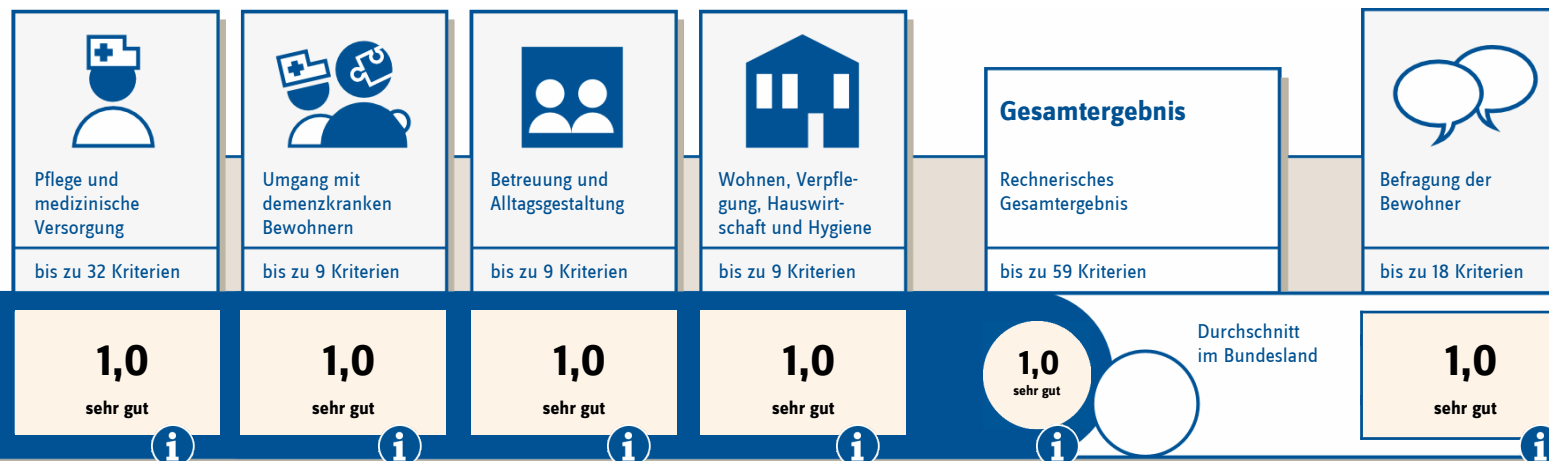 Pflege und
medizinische
Versorgung
bis zu 32 Kriterien
1,0
sehr gut
i
Umgang mit
demenzkranken
Bewohnern
bis zu 9 Kriterien
1,0
sehr gut
i
Betreuung und
Alltagsgestaltung
bis zu 9 Kriterien
1,0
sehr gut
i
Wohnen, Verpfle-
gung, Hauswirt-
schaft und Hygiene
bis zu 9 Kriterien
1,0
sehr gut
i
Gesamtergebnis
Rechnerisches
Gesamtergebnis
bis zu 59 Kriterien
1,0
sehr gut
i
Durchschnitt
im Bundesland
Befragung der
Bewohner
bis zu 18 Kriterien
1,0
sehr gut
i